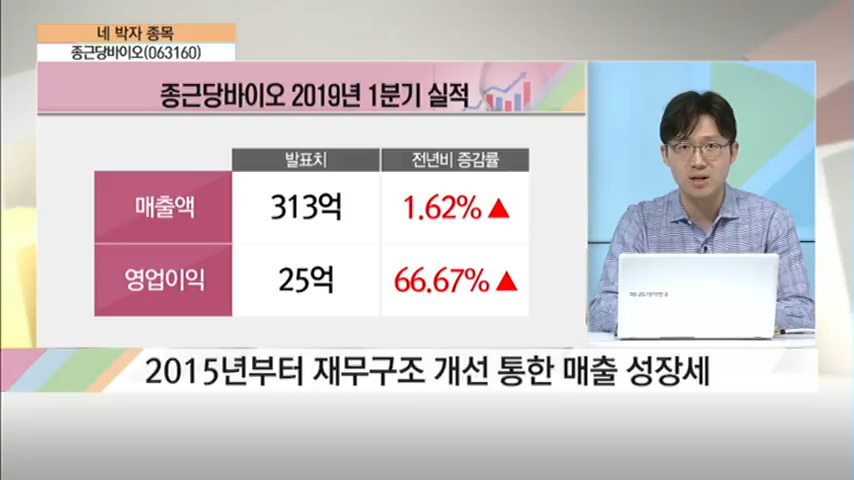 네 박자 종목
종근당바이오(063160)
종근당바이오 2019년 1분기 실적
발표치 전년비 증감률
매출액 313억 1.62% ▲
영업이익 25억 66.67% ▲
2015년부터 재무구조 개선 통한 매출 성장세